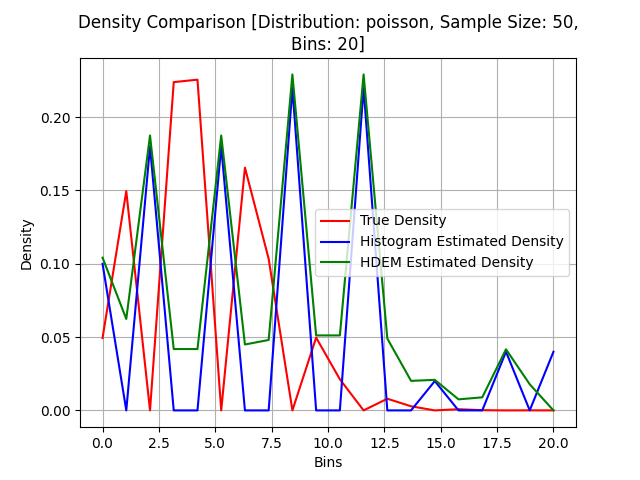 Density Comparison [Distribution: poisson, Sample Size: 50,
Bins: 20]
Density
0.20
0.15
0.10
0.05
0.00
True Density
Histogram Estimated Density
HDEM Estimated Density
0.0 2.5 5.0 7.5 10.0 12.5 15.0 17.5 20.0
Bins